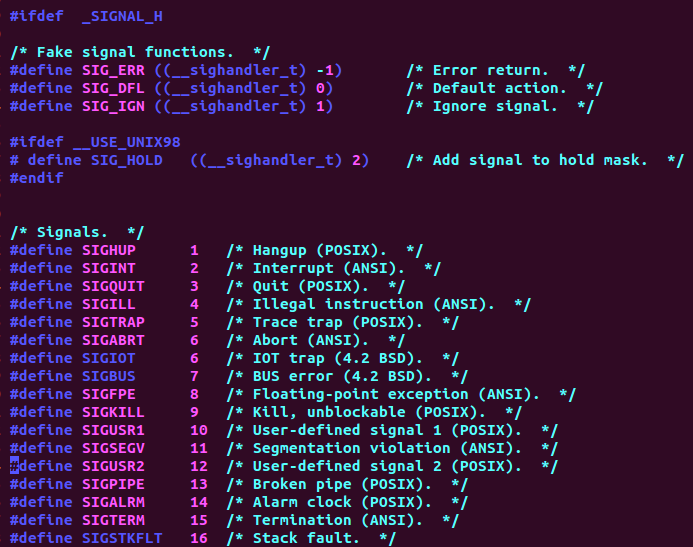 #ifdef  _SIGNAL_H
/* Fake signal functions.  */
#define SIG_ERR ((__sighandler_t) -1)       /* Error return.  */
#define SIG_DFL ((__sighandler_t) 0)        /* Default action.  */
#define SIG_IGN ((__sighandler_t) 1)        /* Ignore signal.  */
#ifdef __USE_UNIX98
# define SIG_HOLD   ((__sighandler_t) 2)    /* Add signal to hold mask.  */
#endif
/* Signals.  */
#define SIGHUP      1   /* Hangup (POSIX).  */
#define SIGINT      2   /* Interrupt (ANSI).  */
#define SIGQUIT     3   /* Quit (POSIX).  */
#define SIGILL      4   /* Illegal instruction (ANSI).  */
#define SIGTRAP     5   /* Trace trap (POSIX).  */
#define SIGABRT     6   /* Abort (ANSI).  */
#define SIGIOT      6   /* IOT trap (4.2 BSD).  */
#define SIGBUS      7   /* BUS error (4.2 BSD).  */
#define SIGFPE      8   /* Floating-point exception (ANSI).  */
#define SIGKILL     9   /* Kill, unblockable (POSIX).  */
#define SIGUSR1     10  /* User-defined signal 1 (POSIX).  */
#define SIGSEGV     11  /* Segmentation violation (ANSI).  */
#define SIGUSR2     12  /* User-defined signal 2 (POSIX).  */
#define SIGPIPE     13  /* Broken pipe (POSIX).  */
#define SIGALRM     14  /* Alarm clock (POSIX).  */
#define SIGTERM     15  /* Termination (ANSI).  */
#define SIGSTKFLT   16  /* Stack fault.  */